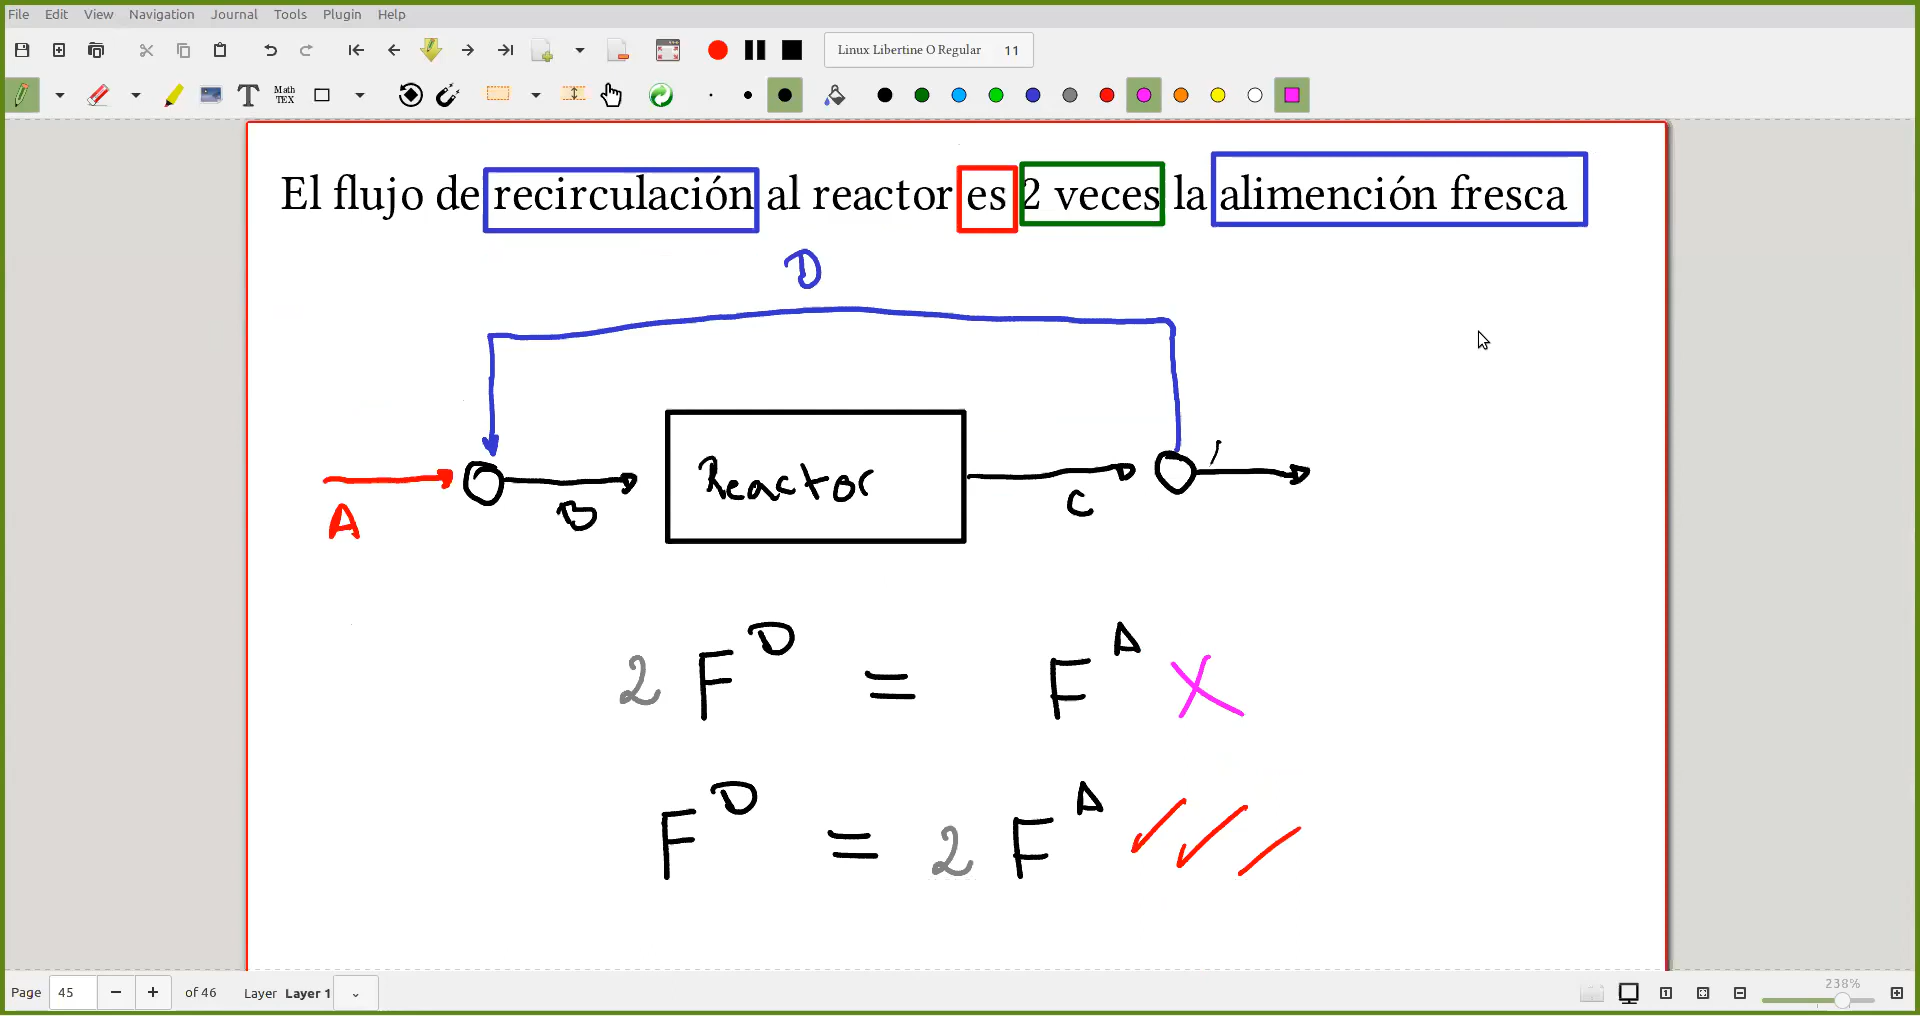 File Edit View Navigation Journal Tools Plugin Help
Linux Libertine O Regular 11
T Math TEX
El flujo de recirculación al reactor es 2 veces la alimención fresca
D
Reactor
A B C
2 F^D = F^A X
F^D = 2 F^A
Page 45 of 46 Layer Layer 1 238%